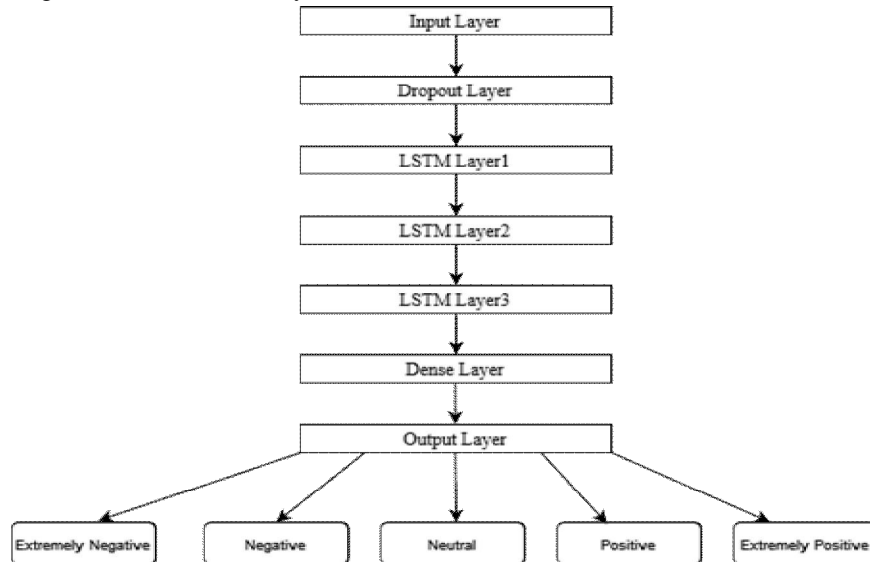 Input Layer
Dropout Layer
LSTM Layer1
LSTM Layer2
LSTM Layer3
Dense Layer
Output Layer
Extremely Negative Negative Neutral Positive Extremely Positive